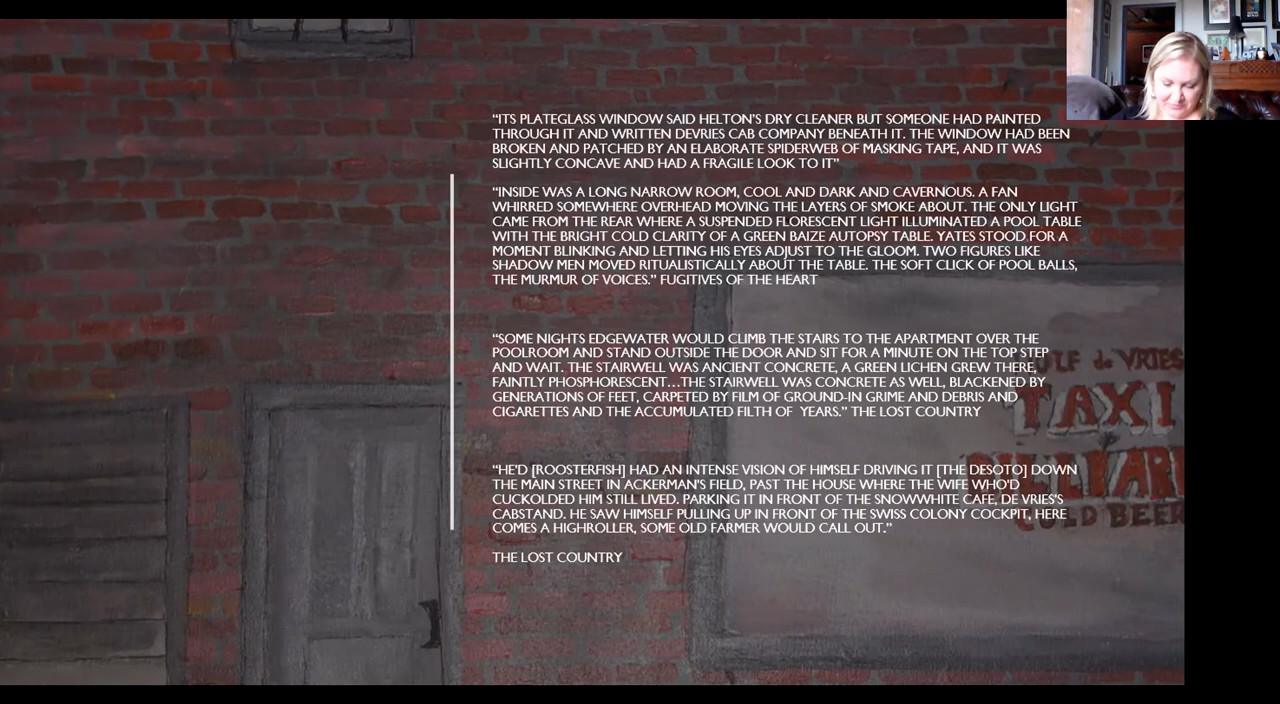 “ITS PLATEGLASS WINDOW SAID HELTON’S DRY CLEANER BUT SOMEONE HAD PAINTED
THROUGH IT AND WRITTEN DEVRIES CAB COMPANY BENEATH IT. THE WINDOW HAD BEEN
BROKEN AND PATCHED BY AN ELABORATE SPIDERWEB OF MASKING TAPE, AND IT WAS
SLIGHTLY CONCAVE AND HAD A FRAGILE LOOK TO IT”
“INSIDE WAS A LONG NARROW ROOM, COOL AND DARK AND CAVERNOUS. A FAN
WHIRRED SOMEWHERE OVERHEAD MOVING THE LAYERS OF SMOKE ABOUT. THE ONLY LIGHT
CAME FROM THE REAR WHERE A SUSPENDED FLORESCENT LIGHT ILLUMINATED A POOL TABLE
WITH THE BRIGHT COLD CLARITY OF A GREEN BAIZE AUTOPSY TABLE. YATES STOOD FOR A
MOMENT BLINKING AND LETTING HIS EYES ADJUST TO THE GLOOM. TWO FIGURES LIKE
SHADOW MEN MOVED RITUALISTICALLY ABOUT THE TABLE. THE SOFT CLICK OF POOL BALLS,
THE MURMUR OF VOICES.” FUGITIVES OF THE HEART
“SOME NIGHTS EDGEWATER WOULD CLIMB THE STAIRS TO THE APARTMENT OVER THE
POOLROOM AND STAND OUTSIDE THE DOOR AND SIT FOR A MINUTE ON THE TOP STEP
AND WAIT. THE STAIRWELL WAS ANCIENT CONCRETE, A GREEN LICHEN GREW THERE,
FAINTLY PHOSPHORESCENT…THE STAIRWELL WAS CONCRETE AS WELL, BLACKENED BY
GENERATIONS OF FEET, CARPETED BY FILM OF GROUND-IN GRIME AND DEBRIS AND
CIGARETTES AND THE ACCUMULATED FILTH OF YEARS.” THE LOST COUNTRY
“HE’D [ROOSTERFISH] HAD AN INTENSE VISION OF HIMSELF DRIVING IT [THE DESOTO] DOWN
THE MAIN STREET IN ACKERMAN’S FIELD, PAST THE HOUSE WHERE THE WIFE WHO’D
CUCKOLDED HIM STILL LIVED. PARKING IT IN FRONT OF THE SNOWWHITE CAFE, DE VRIES’S
CABSTAND. HE SAW HIMSELF PULLING UP IN FRONT OF THE SWISS COLONY COCKPIT, HERE
COMES A HIGHROLLER, SOME OLD FARMER WOULD CALL OUT.”
THE LOST COUNTRY
de VRIES
TAXI
COLD BEER